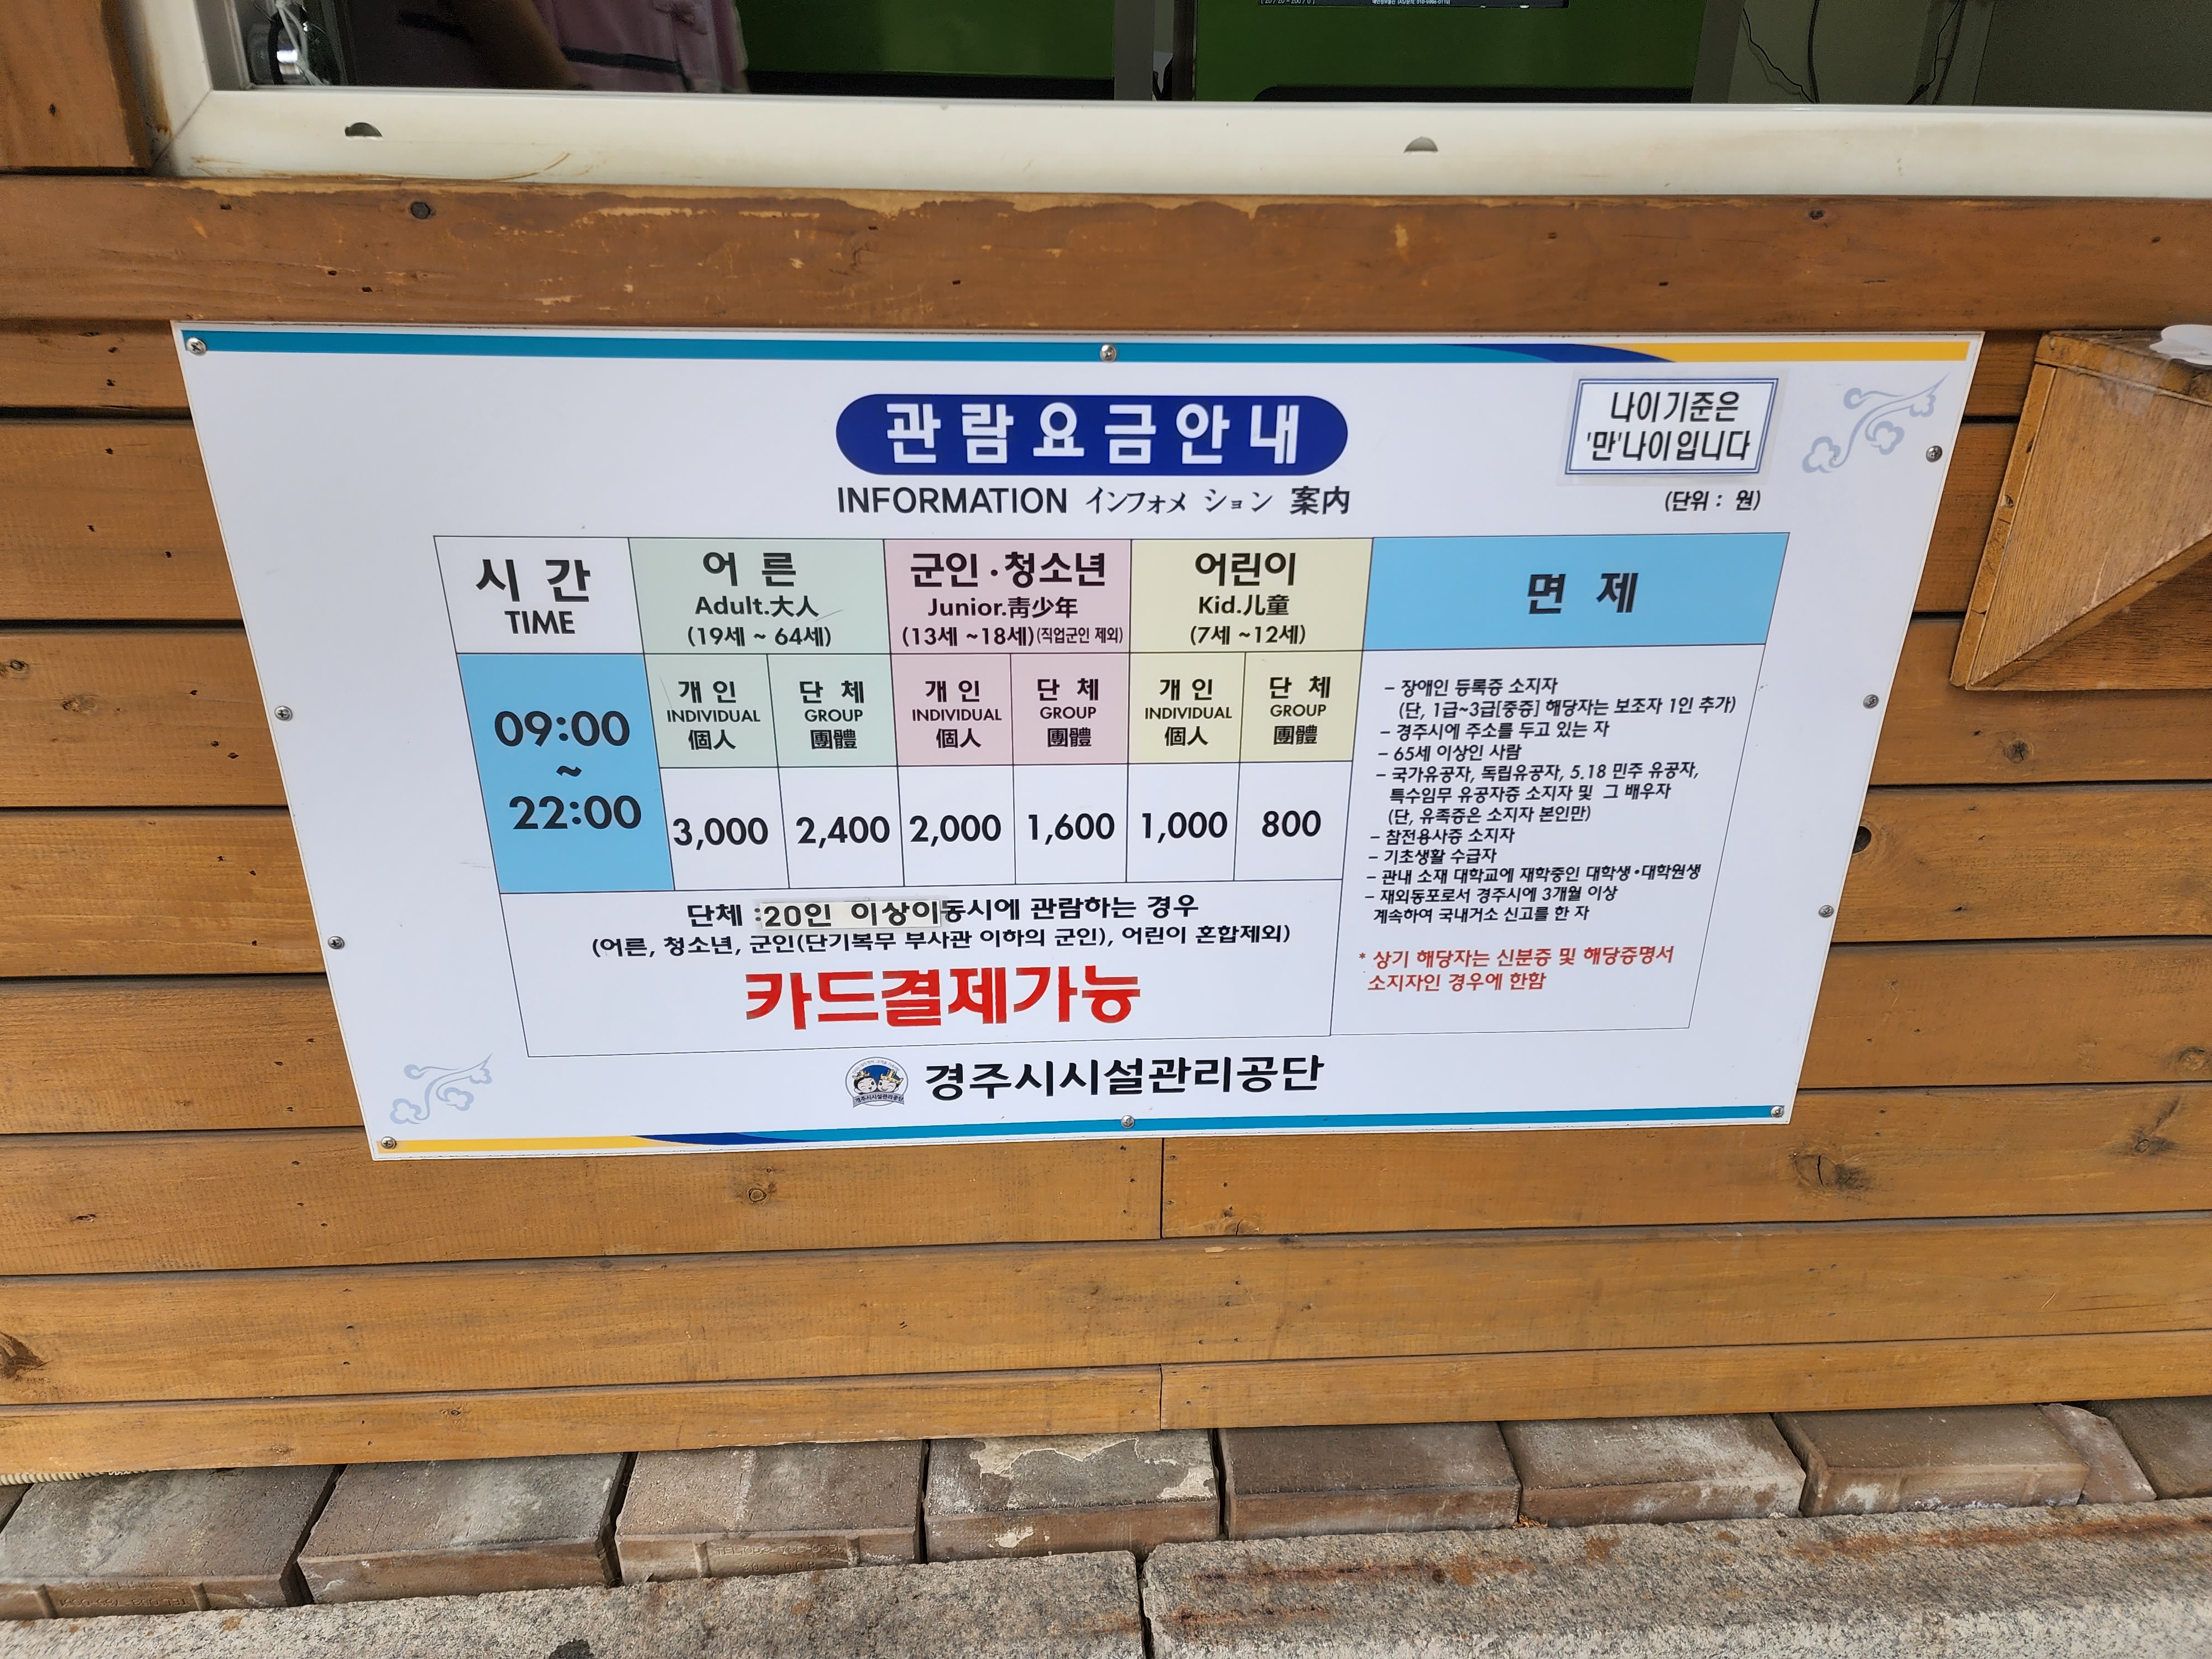 관람요금안내
INFORMATION インフォメ ション 案内
나이기준은
'만'나이입니다
(단위 : 원)
시 간
TIME
어 른
Adult.大人
(19세 ~ 64세)
군인·청소년
Junior.靑少年
(13세 ~18세)(직업군인 제외)
어린이
Kid.儿童
(7세 ~12세)
면 제
09:00
~
22:00
개 인
INDIVIDUAL
個人
단 체
GROUP
團體
개 인
INDIVIDUAL
個人
단 체
GROUP
團體
개 인
INDIVIDUAL
個人
단 체
GROUP
團體
3,000
2,400
2,000
1,600
1,000
800
- 장애인 등록증 소지자
(단, 1급~3급[중증] 해당자는 보조자 1인 추가)
- 경주시에 주소를 두고 있는 자
- 65세 이상인 사람
- 국가유공자, 독립유공자, 5.18 민주 유공자,
특수임무 유공자증 소지자 및 그 배우자
(단, 유족증은 소지자 본인만)
- 참전용사증 소지자
- 기초생활 수급자
- 관내 소재 대학교에 재학중인 대학생•대학원생
- 재외동포로서 경주시에 3개월 이상
계속하여 국내거소 신고를 한 자
* 상기 해당자는 신분증 및 해당증명서
소지자인 경우에 한함
단체 :20인 이상이동시에 관람하는 경우
(어른, 청소년, 군인(단기복무 부사관 이하의 군인), 어린이 혼합제외)
카드결제가능
경주시시설관리공단
경주시시설관리공단